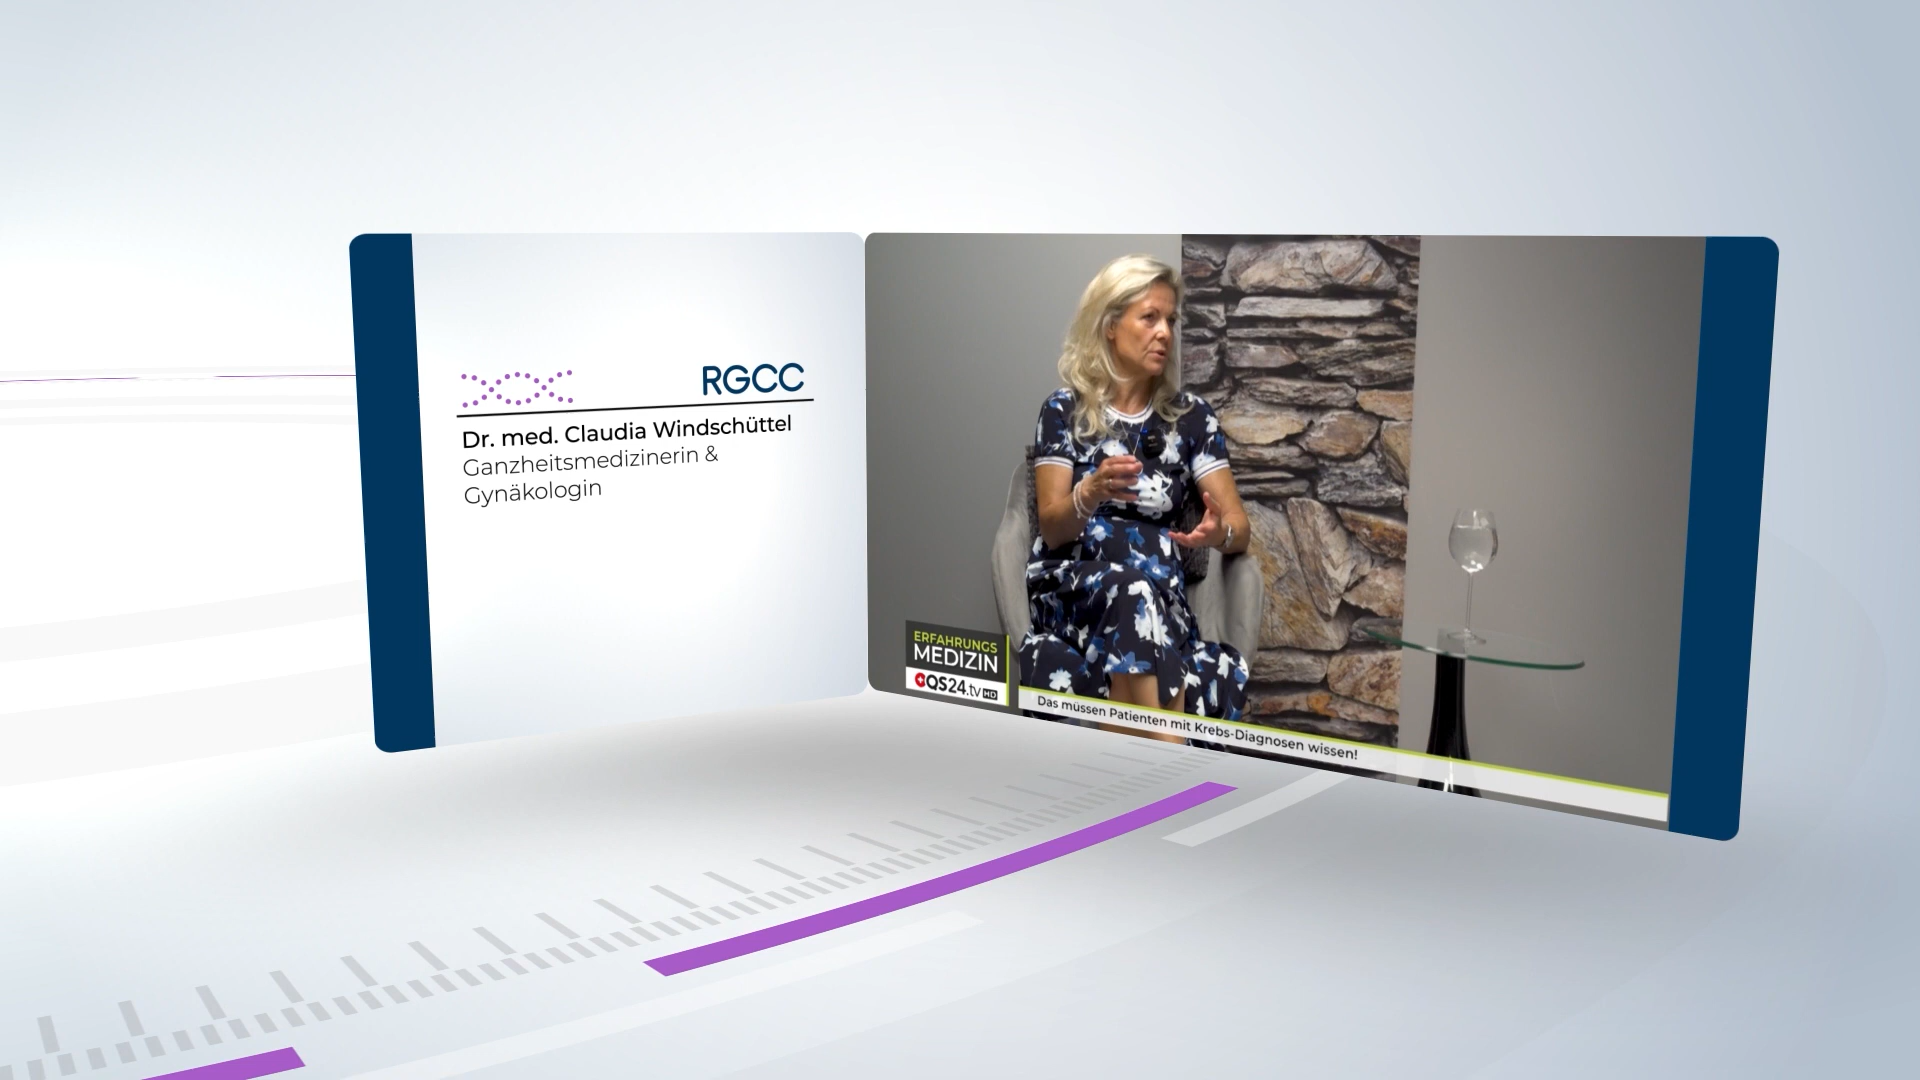 RGCC
Dr. med. Claudia Windschüttel
Ganzheitsmedizinerin &
Gynäkologin
ERFAHRUNGS
MEDIZIN
QS24.tv HD
Das müssen Patienten mit Krebs-Diagnosen wissen!